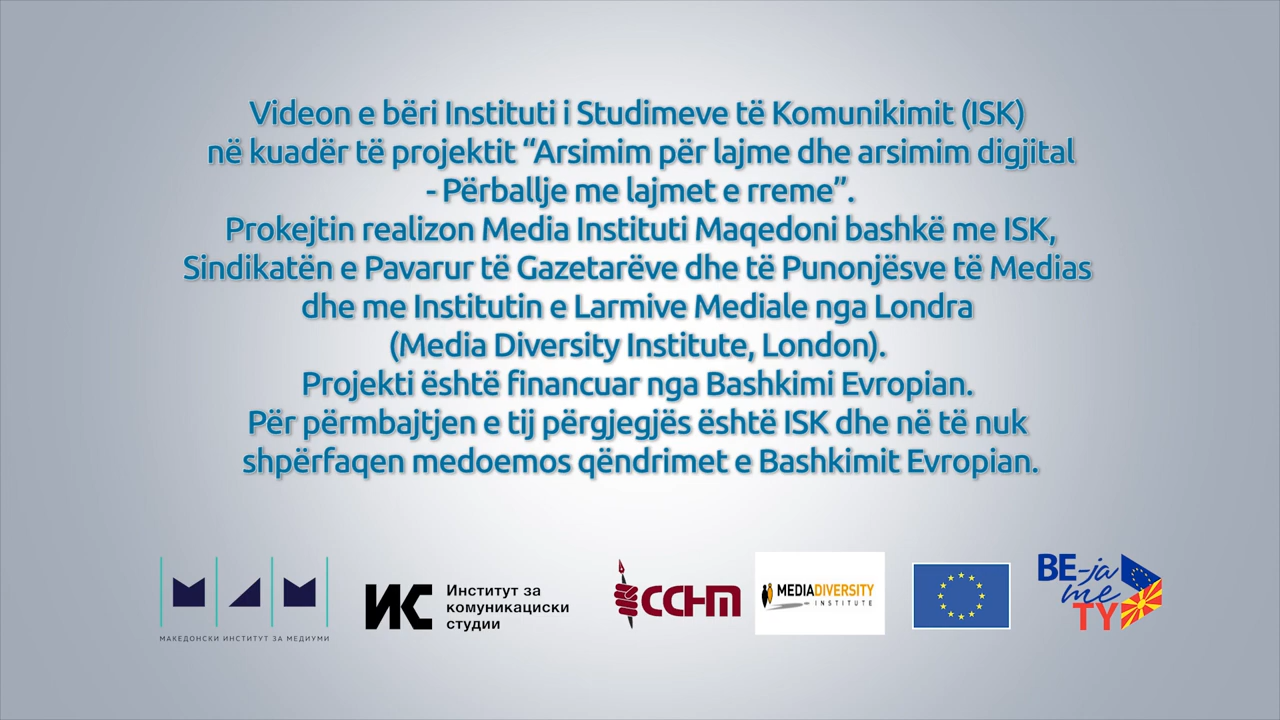 Videon e bëri Instituti i Studimeve të Komunikimit (ISK)
në kuadër të projektit “Arsimim për lajme dhe arsimim digjital
- Përballje me lajmet e rreme”.
Prokejtin realizon Media Instituti Maqedoni bashkë me ISK,
Sindikatën e Pavarur të Gazetarëve dhe të Punonjësve të Medias
dhe me Institutin e Larmive Mediale nga Londra
(Media Diversity Institute, London).
Projekti është financuar nga Bashkimi Evropian.
Për përmbajtjen e tij përgjegjës është ISK dhe në të nuk
shpërfaqen medoemos qëndrimet e Bashkimit Evropian.
МИМ
МАКЕДОНСКИ ИНСТИТУТ ЗА МЕДИУМИ
ИС
Институт за
комуникациски
студии
ССНМ
MEDIADIVERSITY
INSTITUTE
BE-ja
me
TY